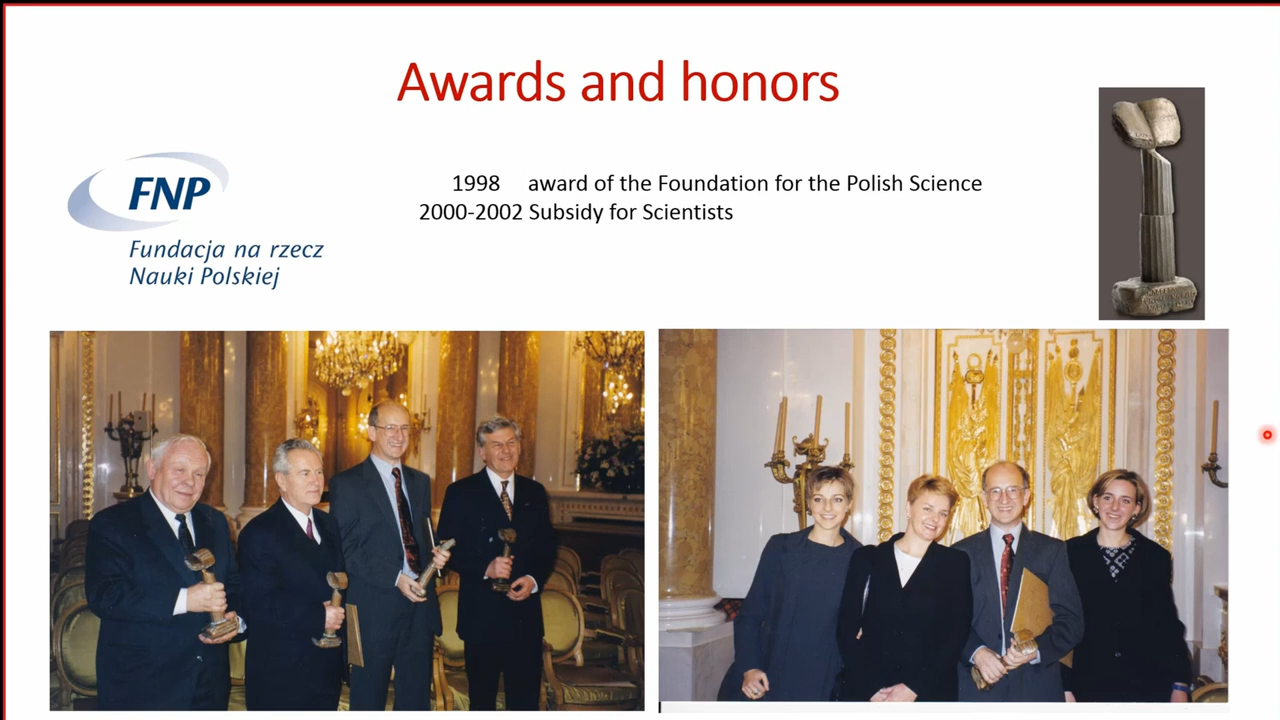 Awards and honors
FNP
Fundacja na rzecz
Nauki Polskiej
1998 award of the Foundation for the Polish Science
2000-2002 Subsidy for Scientists